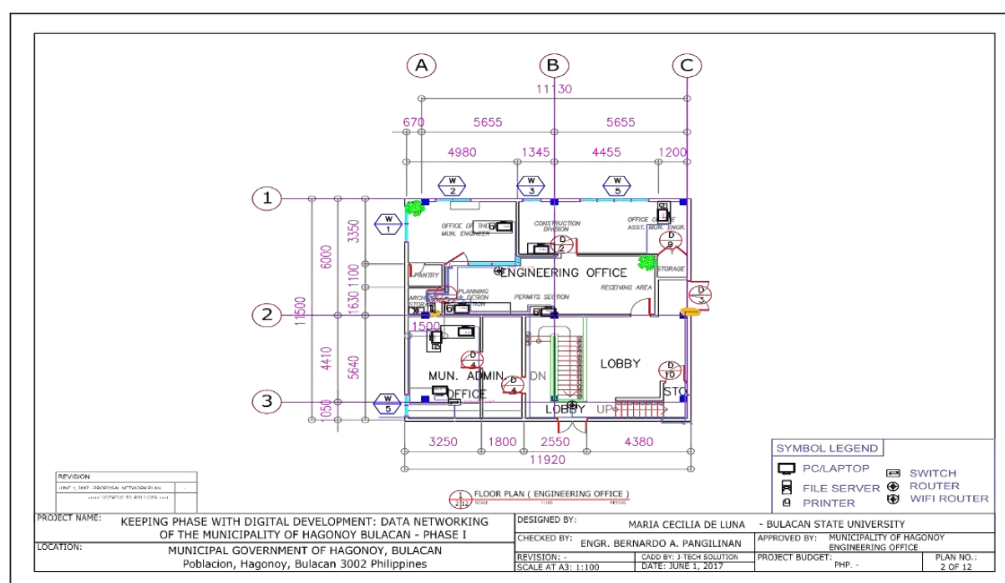 A B C
11130
670 5655 5655
4980 1345 4455 1200
W
2
W
3
W
5
1
W
1
OFFICE OF THE
MUN. ENGINEER
CONSTRUCTION
DIVISION
OFFICE OF THE
ASST. MUN. ENGR.
D
2
D
9
3350
6000
1100
1630
11500
PANTRY
ENGINEERING OFFICE
STORAGE
PLANNING
& DESIGN
PERMITS SECTION
RECEIVING AREA
D
3
2
1500
4410
5640
1050
D
4
D
4
MUN. ADMIN
OFFICE
DN
LOBBY
D
10
STO.
3
W
5
LOBBY UP
3250 1800 2550 4380
11920
SYMBOL LEGEND
PC/LAPTOP
FILE SERVER
PRINTER
SWITCH
ROUTER
WIFI ROUTER
REVISION
JUNE 1, 2017 - PROPOSAL NETWORK PLAN -
FLOOR PLAN ( ENGINEERING OFFICE )
PROJECT NAME: KEEPING PHASE WITH DIGITAL DEVELOPMENT: DATA NETWORKING
OF THE MUNICIPALITY OF HAGONOY BULACAN - PHASE I
LOCATION: MUNICIPAL GOVERNMENT OF HAGONOY, BULACAN
Poblacion, Hagonoy, Bulacan 3002 Philippines
DESIGNED BY: MARIA CECILIA DE LUNA - BULACAN STATE UNIVERSITY
CHECKED BY: ENGR. BERNARDO A. PANGILINAN
APPROVED BY: MUNICIPALITY OF HAGONOY
ENGINEERING OFFICE
REVISION: -
CADD BY: J-TECH SOLUTION
SCALE AT A3: 1:100
DATE: JUNE 1, 2017
PROJECT BUDGET:
PHP. -
PLAN NO.:
2 OF 12